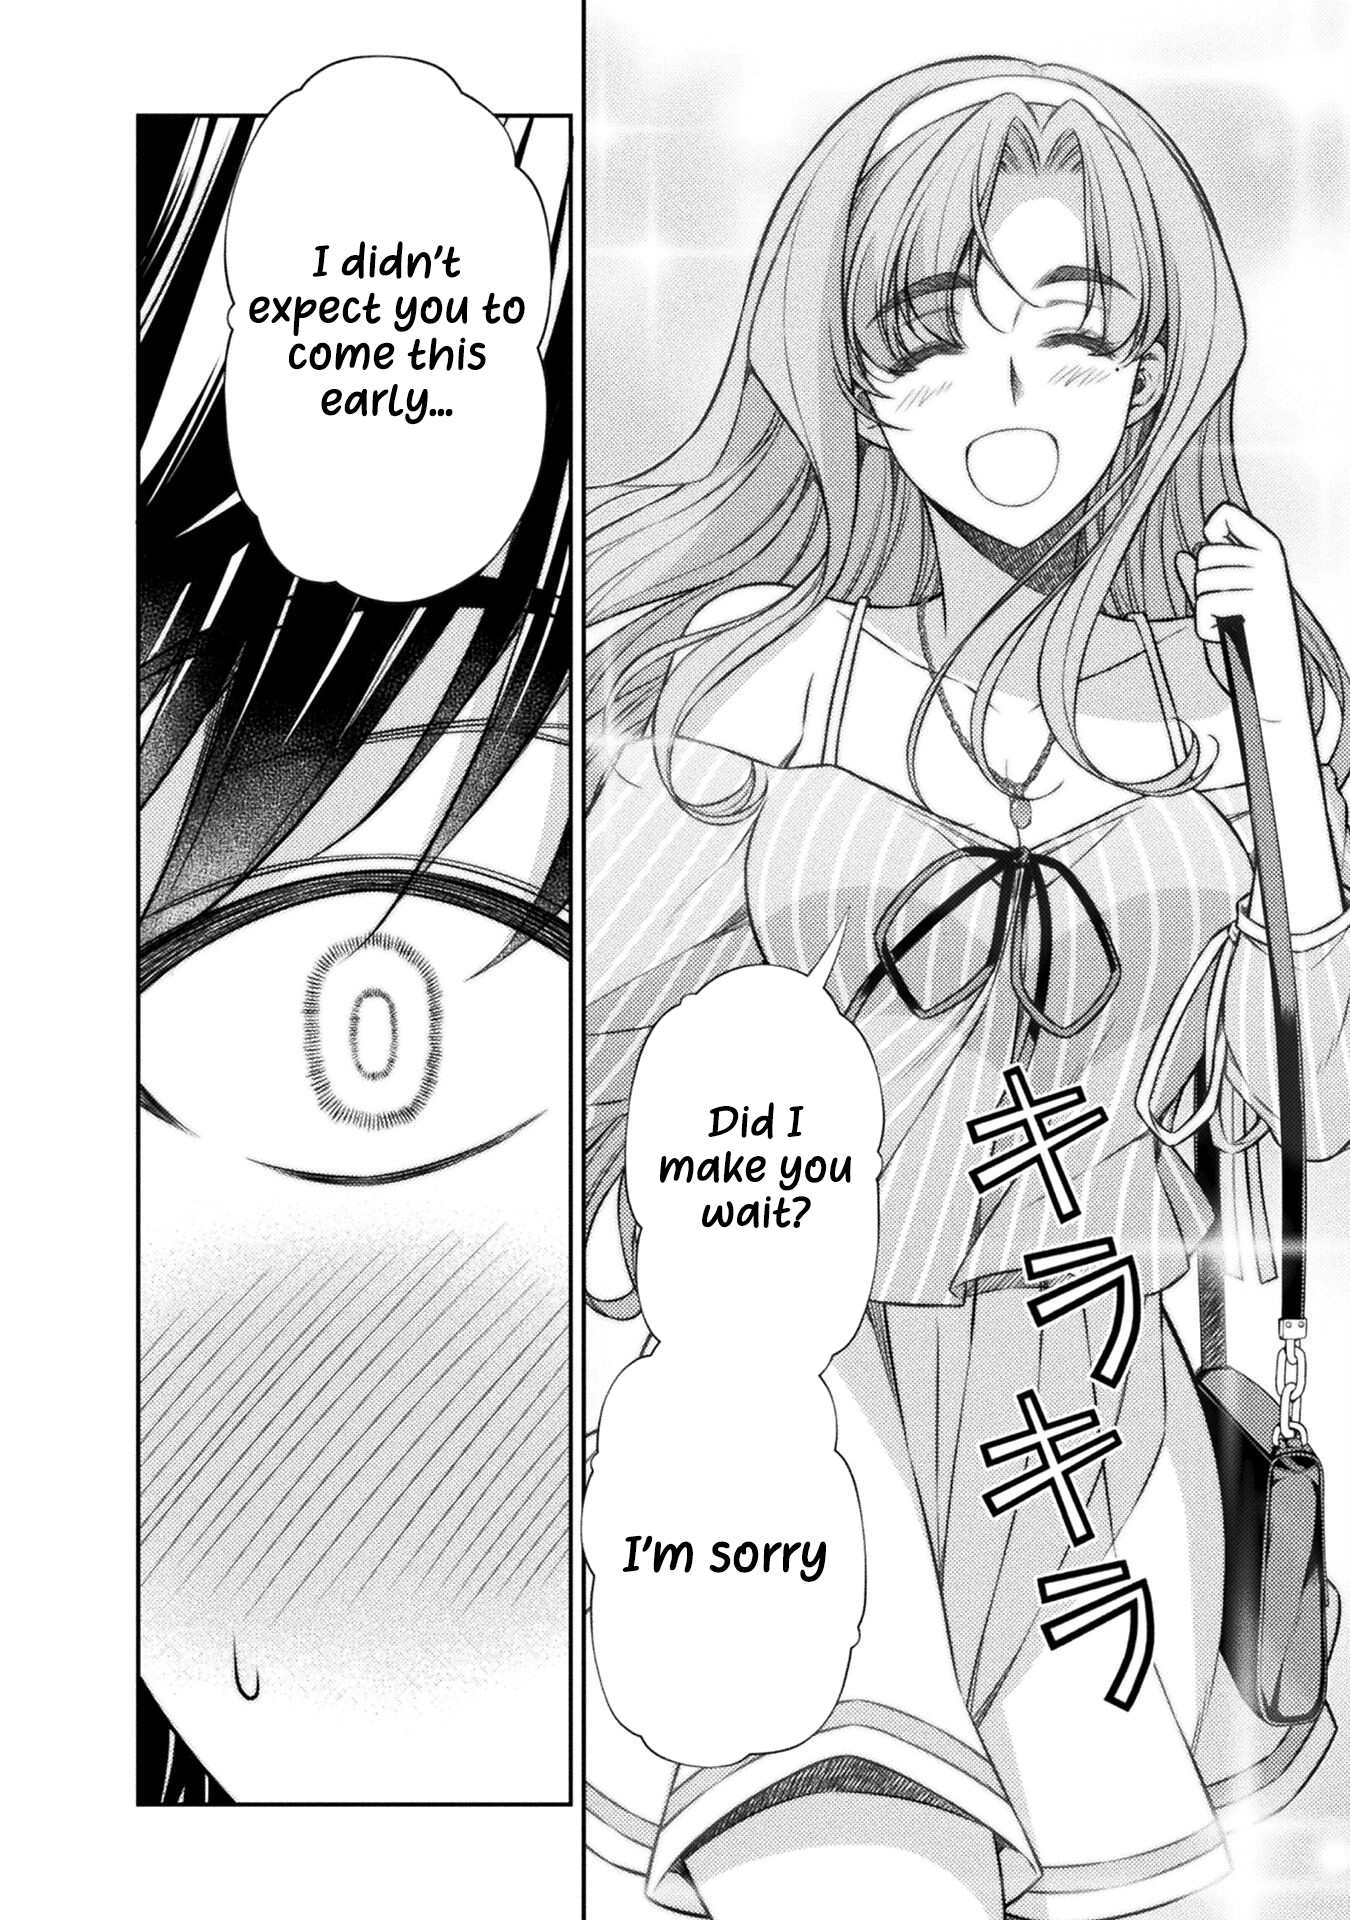 Did I
make you
wait?
I'm sorry
キラキラ
I didn't
expect you to
come this
early...